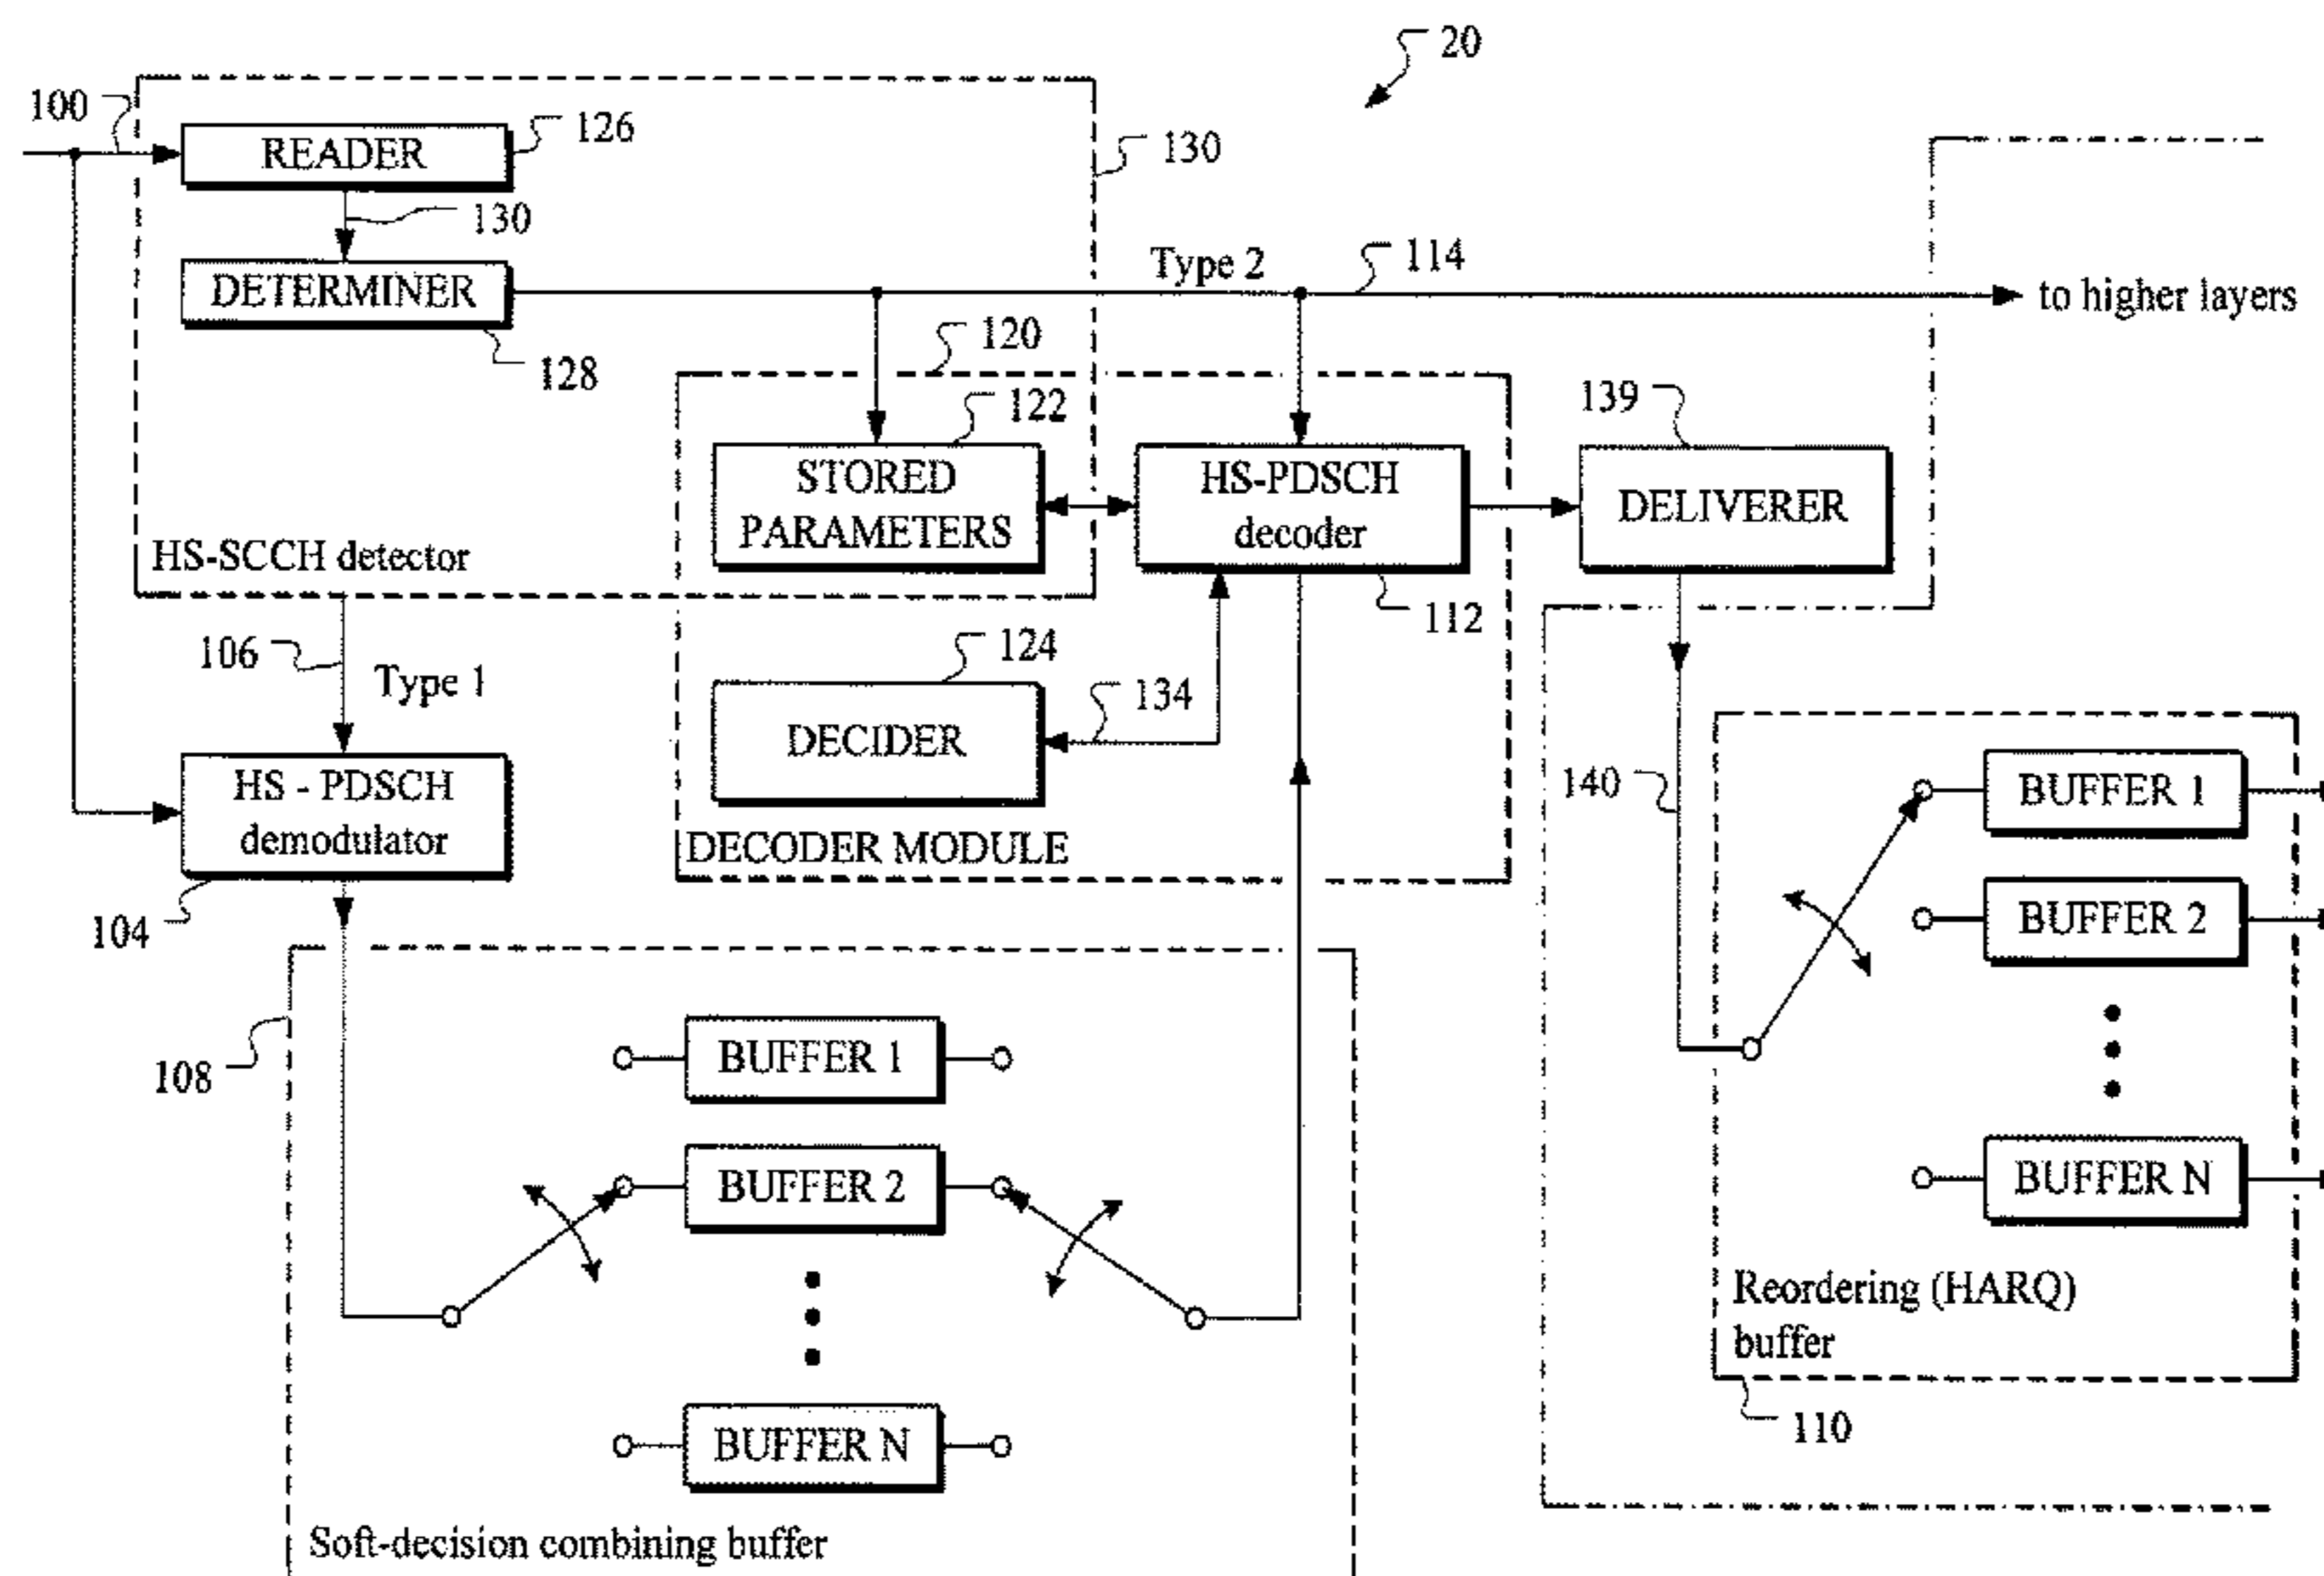 20
100
READER
126
130
130
DETERMINER
128
Type 2
114
to higher layers
120
122
139
STORED
PARAMETERS
HS-PDSCH
decoder
DELIVERER
HS-SCCH detector
112
106
Type 1
124
134
DECIDER
DECODER MODULE
HS - PDSCH
demodulator
104
140
BUFFER 1
BUFFER 2
BUFFER N
Reordering (HARQ)
buffer
110
108
BUFFER 1
BUFFER 2
BUFFER N
Soft-decision combining buffer